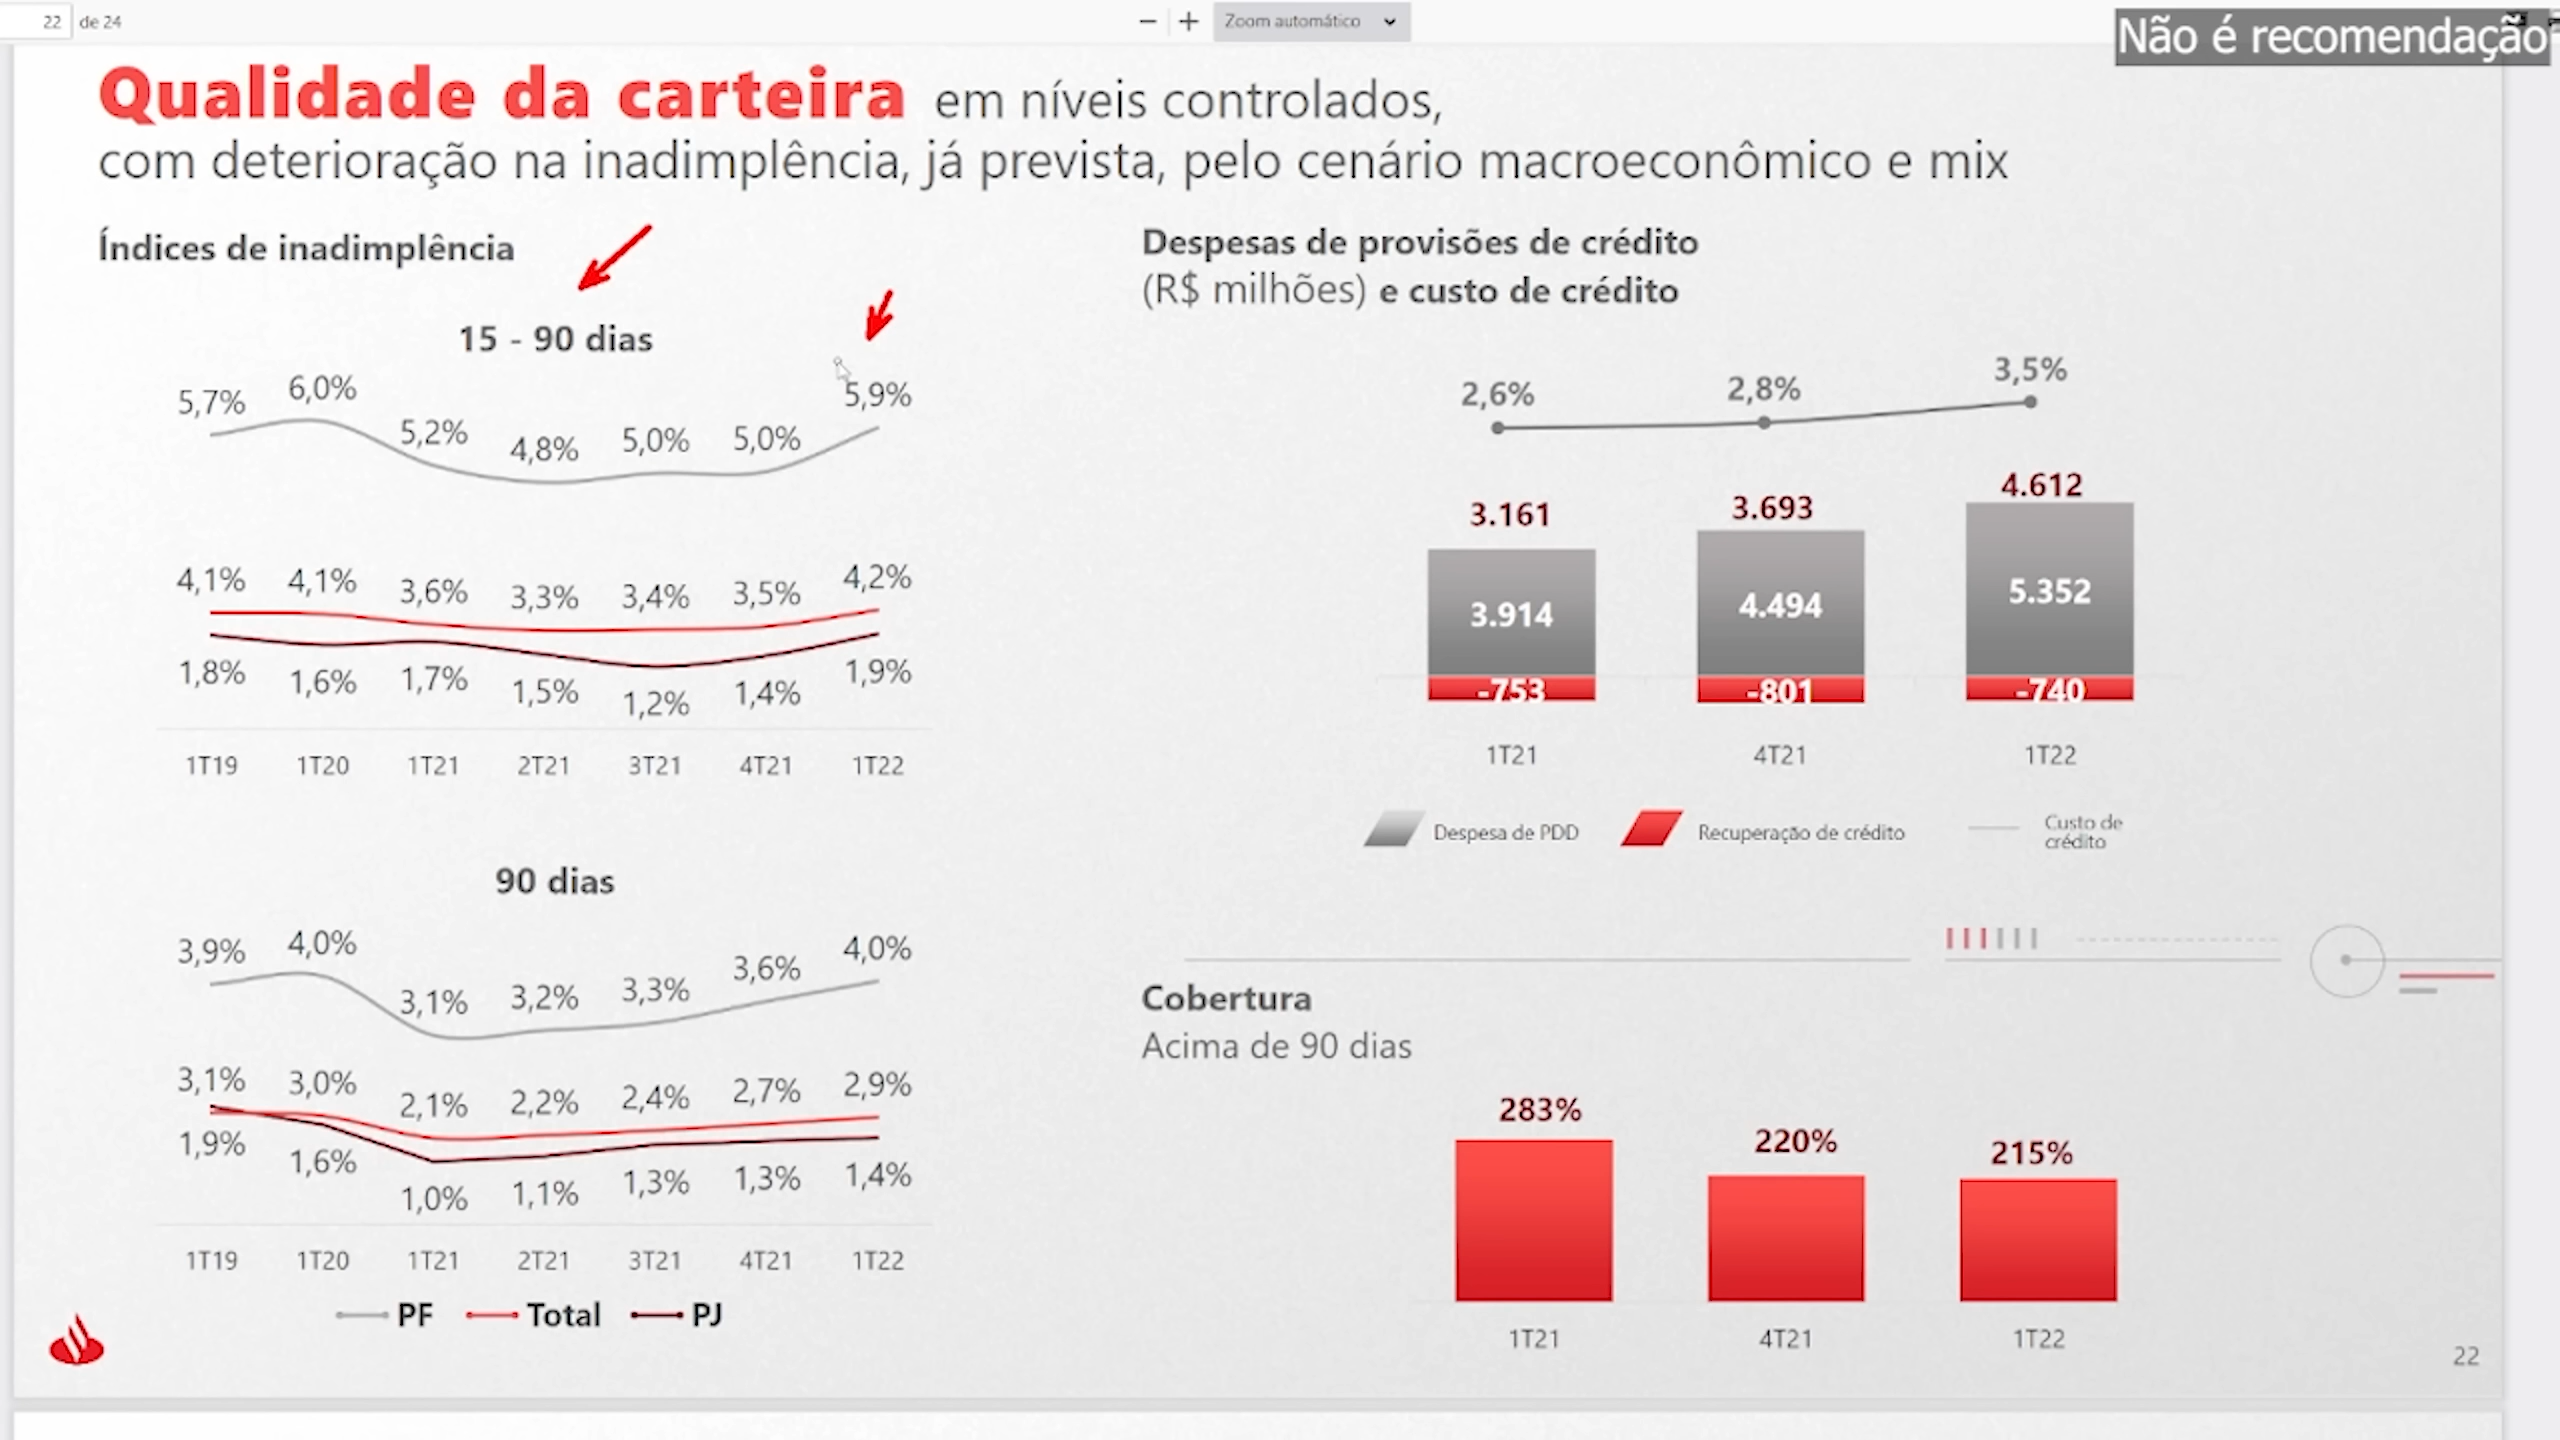 22 de 24
Zoom automático
Não é recomendação
Qualidade da carteira em níveis controlados,
com deterioração na inadimplência, já prevista, pelo cenário macroeconômico e mix
Índices de inadimplência
15 - 90 dias
5,7% 6,0% 5,2% 4,8% 5,0% 5,0% 5,9%
4,1% 4,1% 3,6% 3,3% 3,4% 3,5% 4,2%
1,8% 1,6% 1,7% 1,5% 1,2% 1,4% 1,9%
1T19 1T20 1T21 2T21 3T21 4T21 1T22
90 dias
3,9% 4,0% 3,1% 3,2% 3,3% 3,6% 4,0%
3,1% 3,0% 2,1% 2,2% 2,4% 2,7% 2,9%
1,9% 1,6% 1,0% 1,1% 1,3% 1,3% 1,4%
1T19 1T20 1T21 2T21 3T21 4T21 1T22
PF Total PJ
Despesas de provisões de crédito
(R$ milhões) e custo de crédito
2,6% 2,8% 3,5%
3.161 3.693 4.612
3.914 4.494 5.352
-753 -801 -740
1T21 4T21 1T22
Despesa de PDD Recuperação de crédito Custo de
crédito
Cobertura
Acima de 90 dias
283% 220% 215%
1T21 4T21 1T22
22